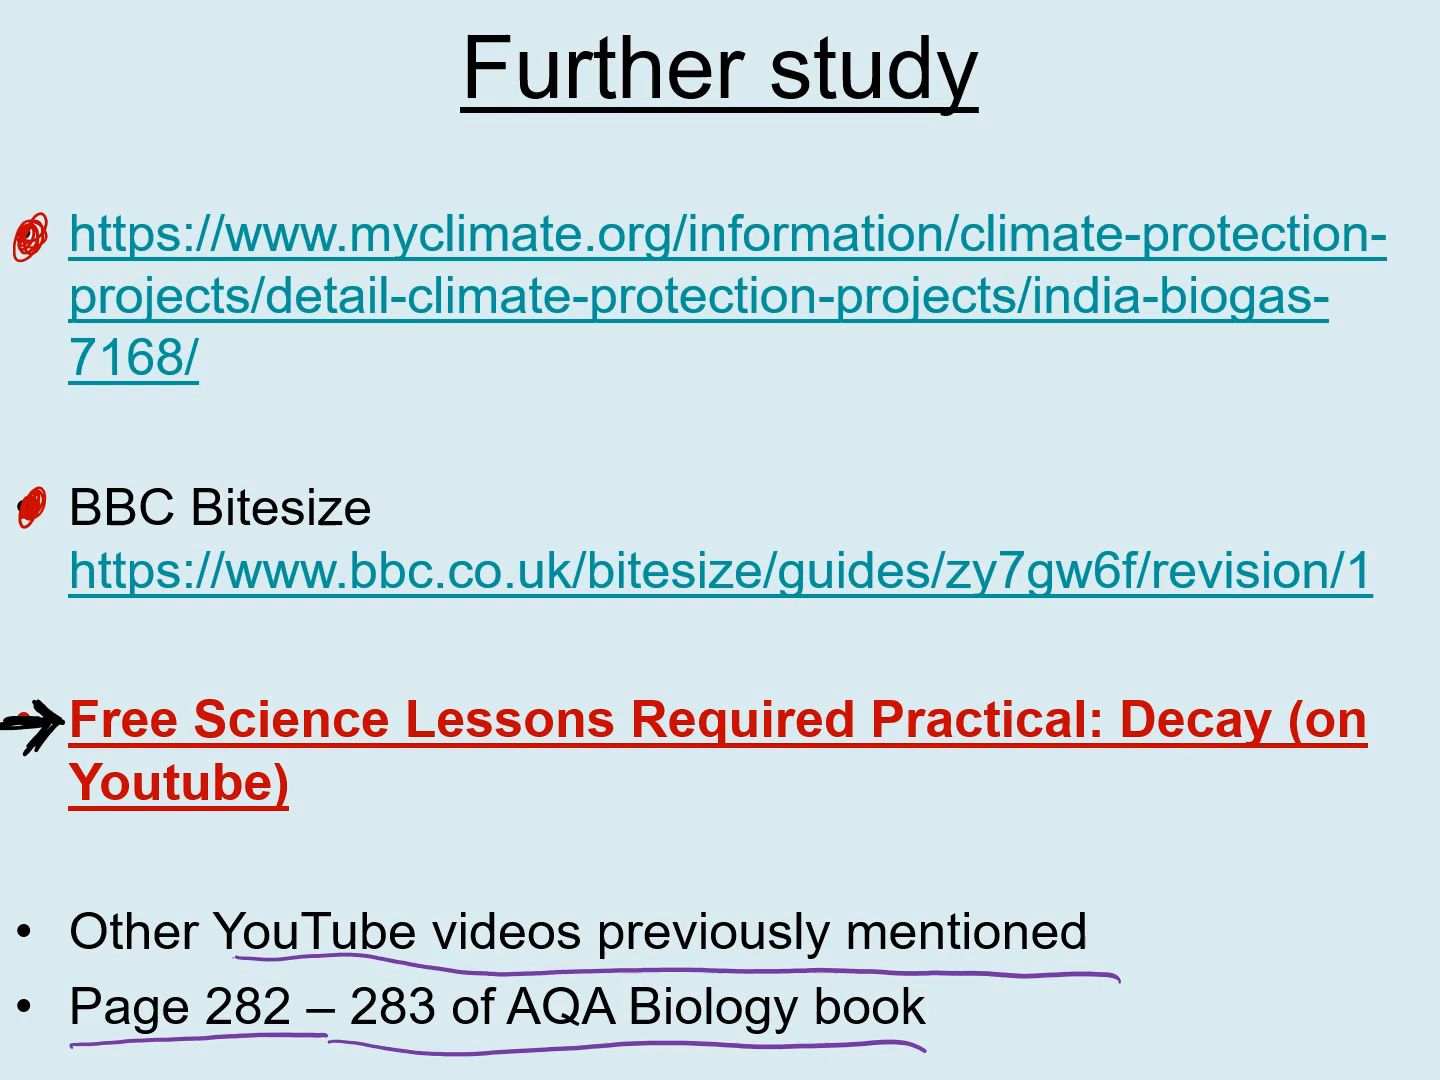 Further study
• https://www.myclimate.org/information/climate-protection-
projects/detail-climate-protection-projects/india-biogas-
7168/
• BBC Bitesize
https://www.bbc.co.uk/bitesize/guides/zy7gw6f/revision/1
• Free Science Lessons Required Practical: Decay (on
Youtube)
• Other YouTube videos previously mentioned
• Page 282 – 283 of AQA Biology book